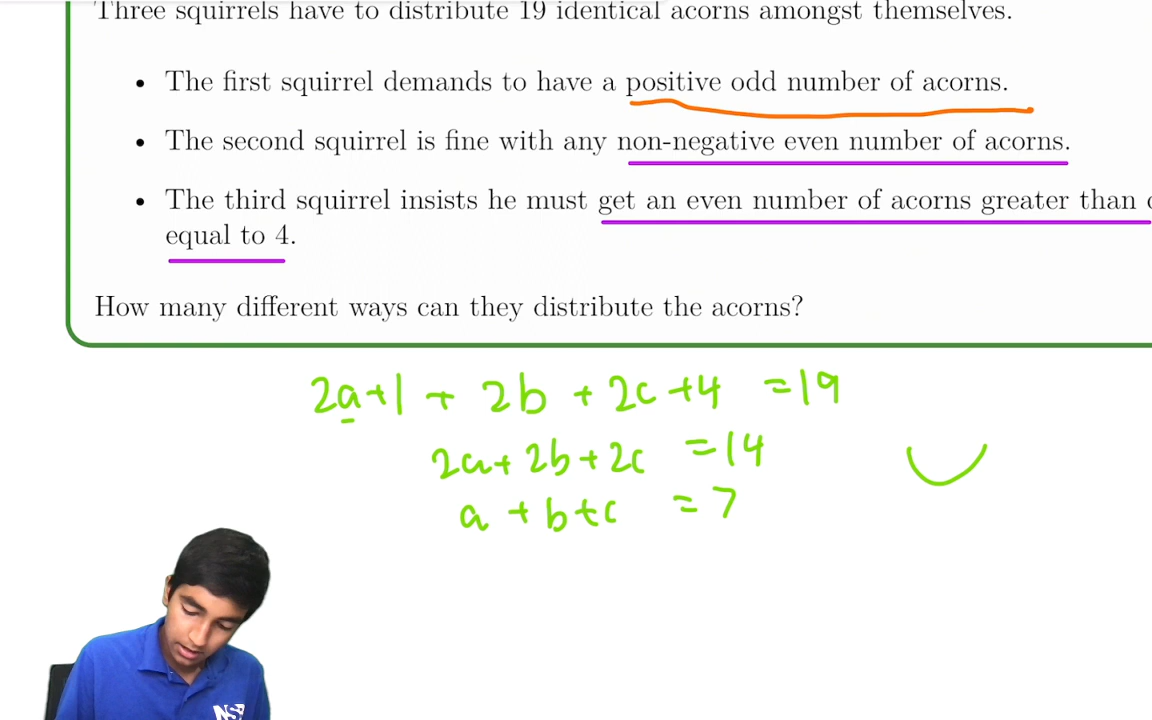 Three squirrels have to distribute 19 identical acorns amongst themselves.
• The first squirrel demands to have a positive odd number of acorns.
• The second squirrel is fine with any non-negative even number of acorns.
• The third squirrel insists he must get an even number of acorns greater than
equal to 4.
How many different ways can they distribute the acorns?
2a+1 + 2b + 2c +4 =19
2a+ 2b+2c =14
a +b+c =7